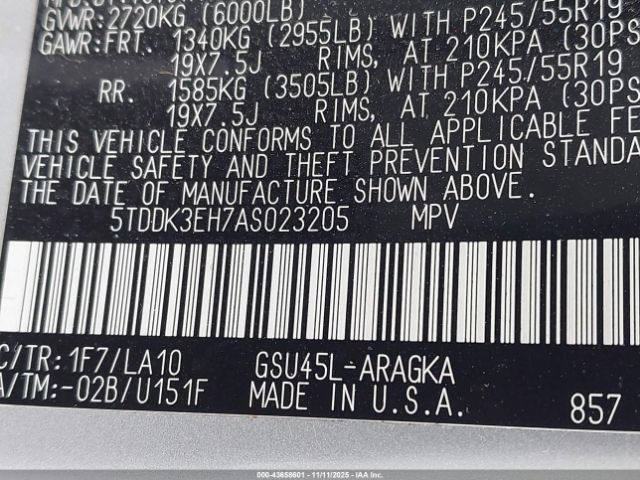 GVWR: 2720KG (6000LB)
GAWR: FRT. 1340KG (2955LB) WITH P245/55R19
19X7.5J RIMS, AT 210KPA (30PS
RR. 1585KG (3505LB) WITH P245/55R19
19X7.5J RIMS, AT 210KPA (30PS
THIS VEHICLE CONFORMS TO ALL APPLICABLE FE
VEHICLE SAFETY AND THEFT PREVENTION STANDA
THE DATE OF MANUFACTURE SHOWN ABOVE.
5TDDK3EH7AS023205 MPV
C/TR: 1F7/LA10 GSU45L-ARAGKA
A/TM:-02B/U151F MADE IN U.S.A. 857
000-43658601 - 11/11/2025 - IAAI.COM